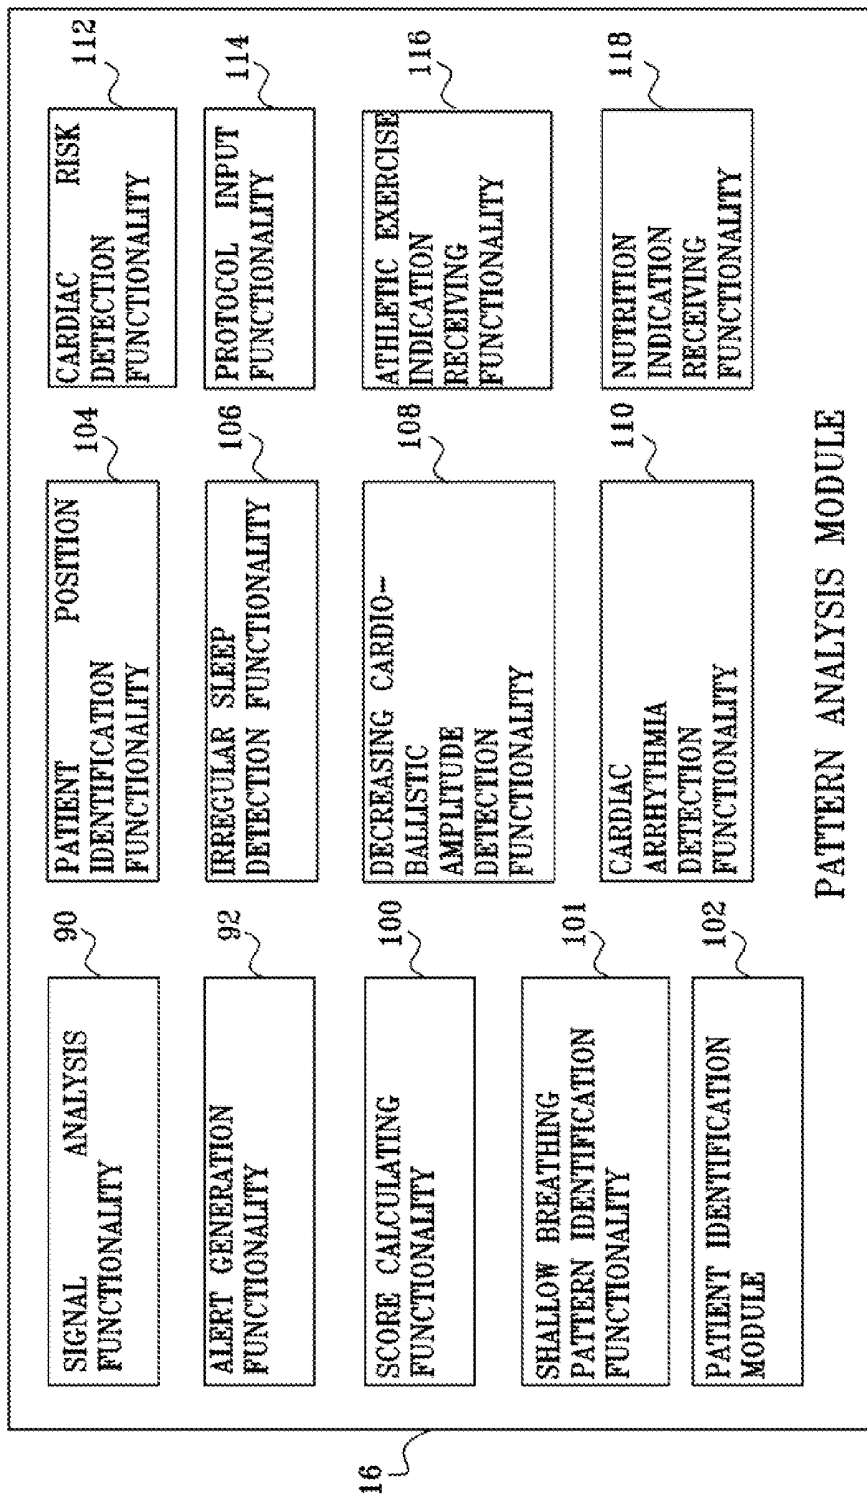 16
SIGNAL ANALYSIS
FUNCTIONALITY
90
ALERT GENERATION
FUNCTIONALITY
92
SCORE CALCULATING
FUNCTIONALITY
100
SHALLOW BREATHING
PATTERN IDENTIFICATION
FUNCTIONALITY
101
PATIENT IDENTIFICATION
MODULE
102
PATIENT POSITION
IDENTIFICATION
FUNCTIONALITY
104
IRREGULAR SLEEP
DETECTION FUNCTIONALITY
106
DECREASING CARDIO-
BALLISTIC
AMPLITUDE
DETECTION
FUNCTIONALITY
108
CARDIAC
ARRHYTHMIA
DETECTION
FUNCTIONALITY
110
CARDIAC RISK
DETECTION
FUNCTIONALITY
112
PROTOCOL INPUT
FUNCTIONALITY
114
ATHLETIC EXERCISE
INDICATION
RECEIVING
FUNCTIONALITY
116
NUTRITION
INDICATION
RECEIVING
FUNCTIONALITY
118
PATTERN ANALYSIS MODULE